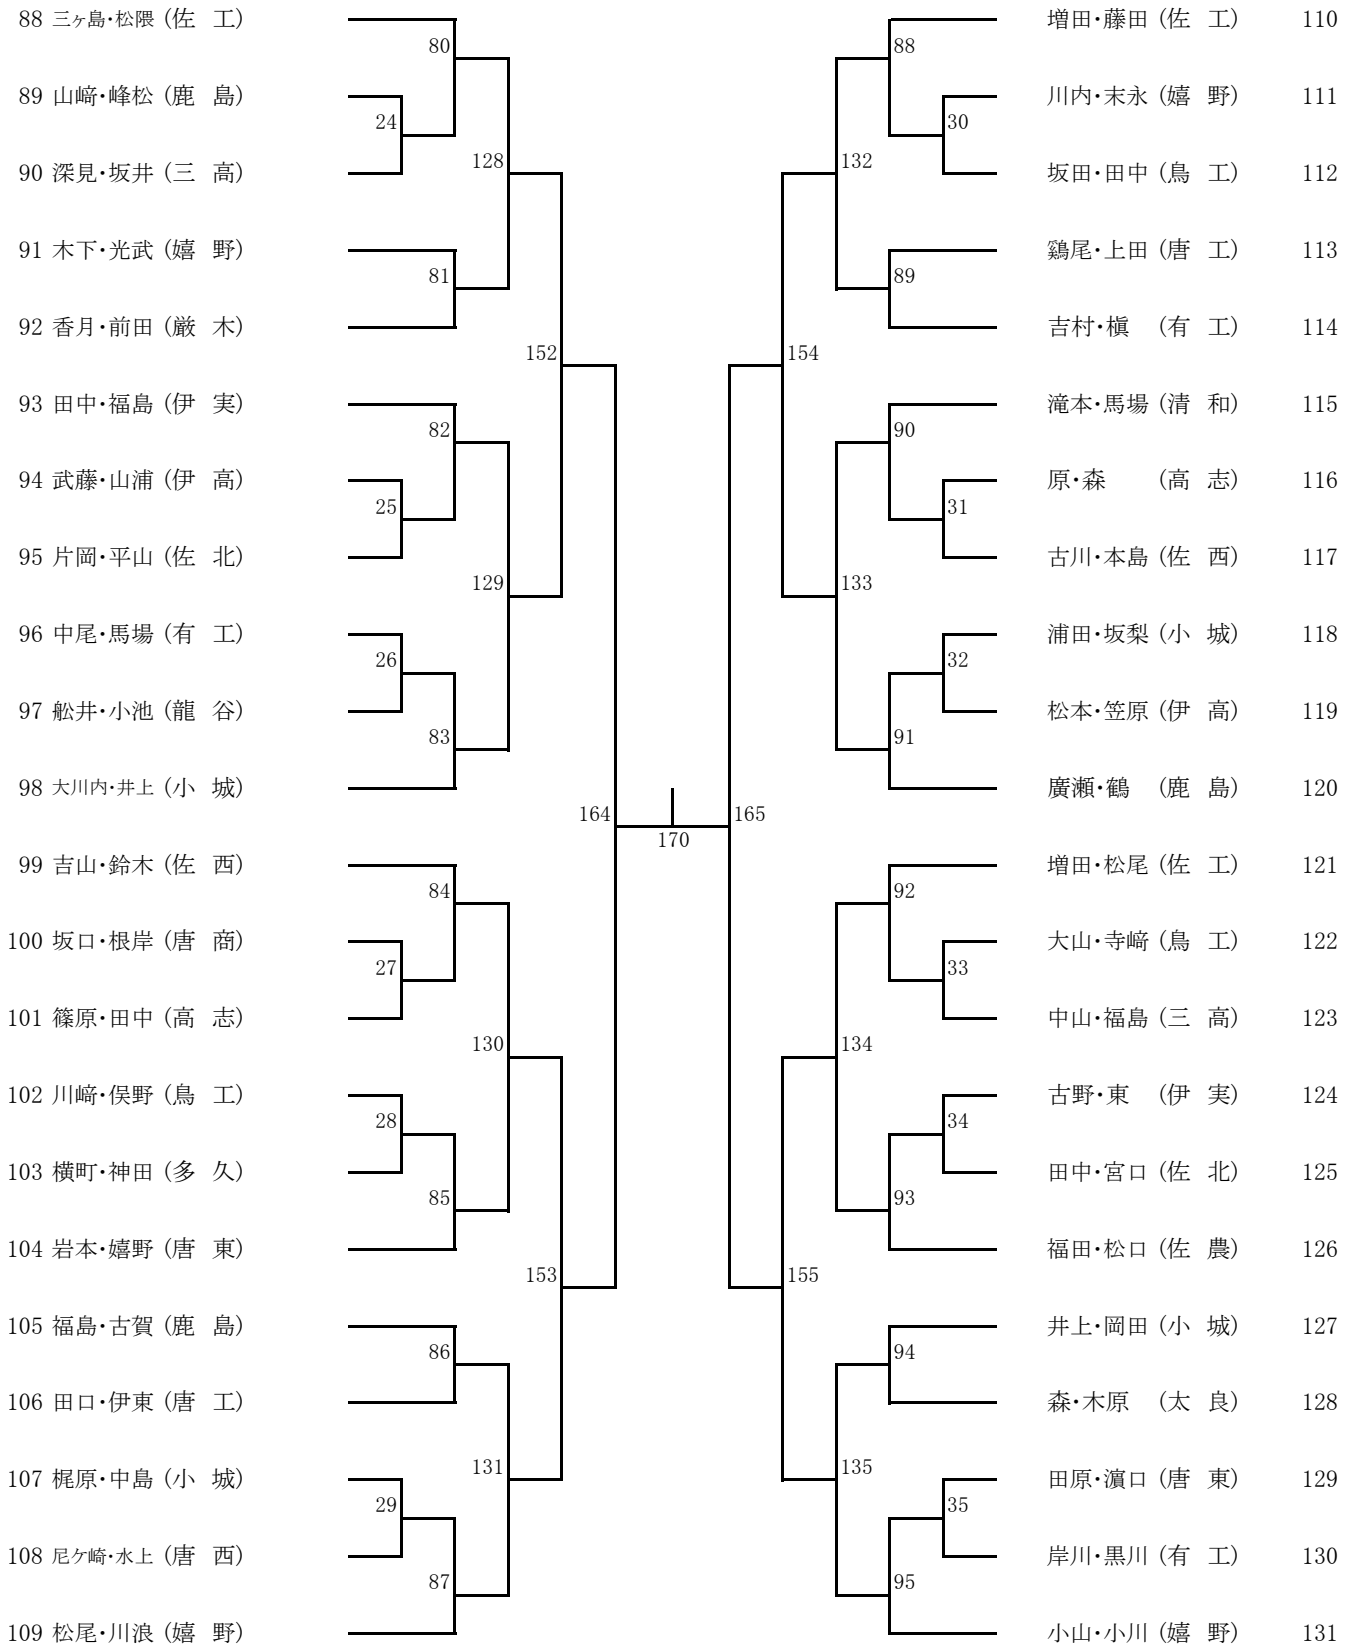 88 三ヶ島・松隈 (佐 工)
89 山﨑・峰松 (鹿 島)
90 深見・坂井 (三 高)
91 木下・光武 (嬉 野)
92 香月・前田 (厳 木)
93 田中・福島 (伊 実)
94 武藤・山浦 (伊 高)
95 片岡・平山 (佐 北)
96 中尾・馬場 (有 工)
97 舩井・小池 (龍 谷)
98 大川内・井上 (小 城)
99 吉山・鈴木 (佐 西)
100 坂口・根岸 (唐 商)
101 篠原・田中 (高 志)
102 川﨑・俣野 (鳥 工)
103 横町・神田 (多 久)
104 岩本・嬉野 (唐 東)
105 福島・古賀 (鹿 島)
106 田口・伊東 (唐 工)
107 梶原・中島 (小 城)
108 尼ケ崎・水上 (唐 西)
109 松尾・川浪 (嬉 野)
80
24
128
81
152
82
25
129
26
83
164
84
27
130
28
85
153
86
131
29
87
170
88
30
132
89
154
90
31
133
32
91
165
92
33
134
34
93
155
94
135
35
95
増田・藤田 (佐 工) 110
川内・末永 (嬉 野) 111
坂田・田中 (鳥 工) 112
鷄尾・上田 (唐 工) 113
吉村・槇 (有 工) 114
滝本・馬場 (清 和) 115
原・森 (高 志) 116
古川・本島 (佐 西) 117
浦田・坂梨 (小 城) 118
松本・笠原 (伊 高) 119
廣瀬・鶴 (鹿 島) 120
増田・松尾 (佐 工) 121
大山・寺﨑 (鳥 工) 122
中山・福島 (三 高) 123
古野・東 (伊 実) 124
田中・宮口 (佐 北) 125
福田・松口 (佐 農) 126
井上・岡田 (小 城) 127
森・木原 (太 良) 128
田原・濵口 (唐 東) 129
岸川・黒川 (有 工) 130
小山・小川 (嬉 野) 131